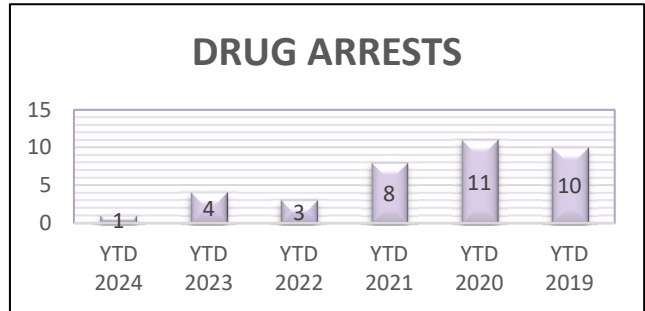 DRUG ARRESTS
15
10
5
0
1
4
3
8
11
10
YTD 2024
YTD 2023
YTD 2022
YTD 2021
YTD 2020
YTD 2019